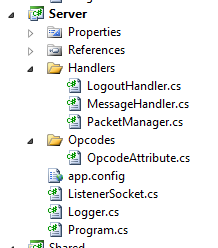 Server
Properties
References
Handlers
LogoutHandler.cs
MessageHandler.cs
PacketManager.cs
Opcodes
OpcodeAttribute.cs
app.config
ListenerSocket.cs
Logger.cs
Program.cs
Shared